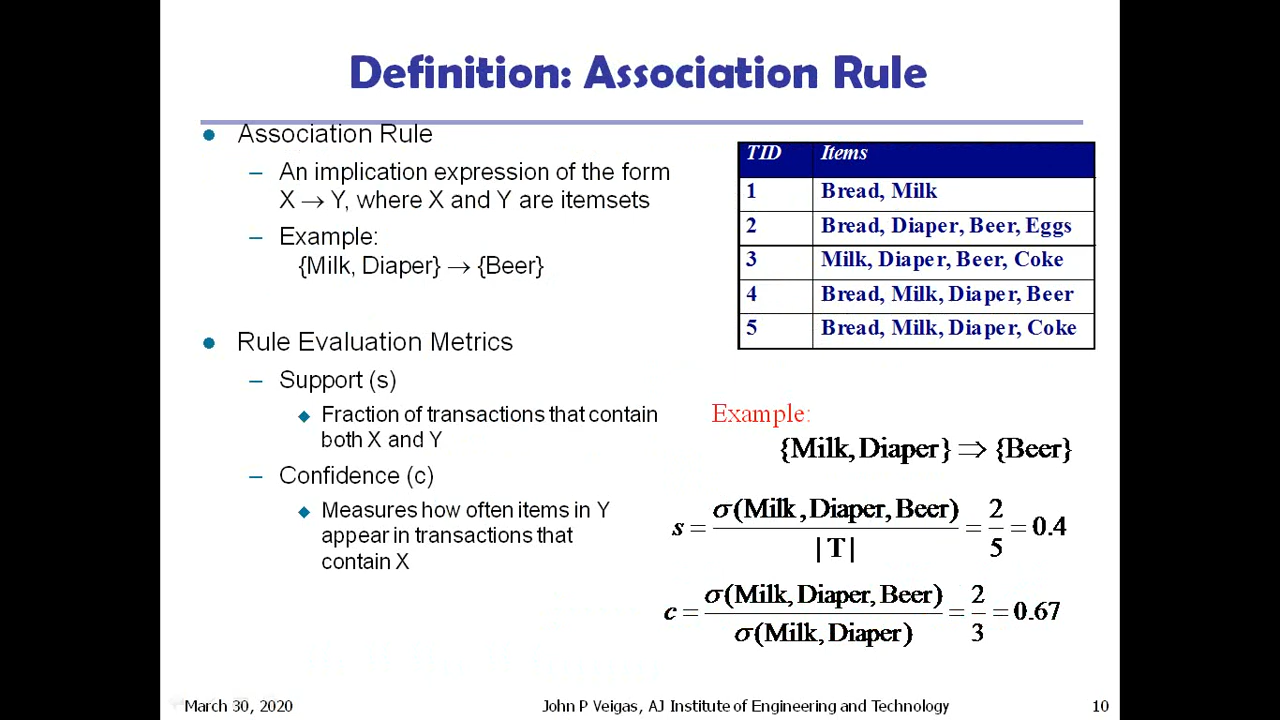 Definition: Association Rule
● Association Rule
– An implication expression of the form
X → Y, where X and Y are itemsets
– Example:
{Milk, Diaper} → {Beer}
● Rule Evaluation Metrics
– Support (s)
◆ Fraction of transactions that contain
both X and Y
– Confidence (c)
◆ Measures how often items in Y
appear in transactions that
contain X
TID Items
1 Bread, Milk
2 Bread, Diaper, Beer, Eggs
3 Milk, Diaper, Beer, Coke
4 Bread, Milk, Diaper, Beer
5 Bread, Milk, Diaper, Coke
Example:
{Milk, Diaper} ⇒ {Beer}
s = σ(Milk, Diaper, Beer) / |T| = 2/5 = 0.4
c = σ(Milk, Diaper, Beer) / σ(Milk, Diaper) = 2/3 = 0.67
March 30, 2020
John P Veigas, AJ Institute of Engineering and Technology
10